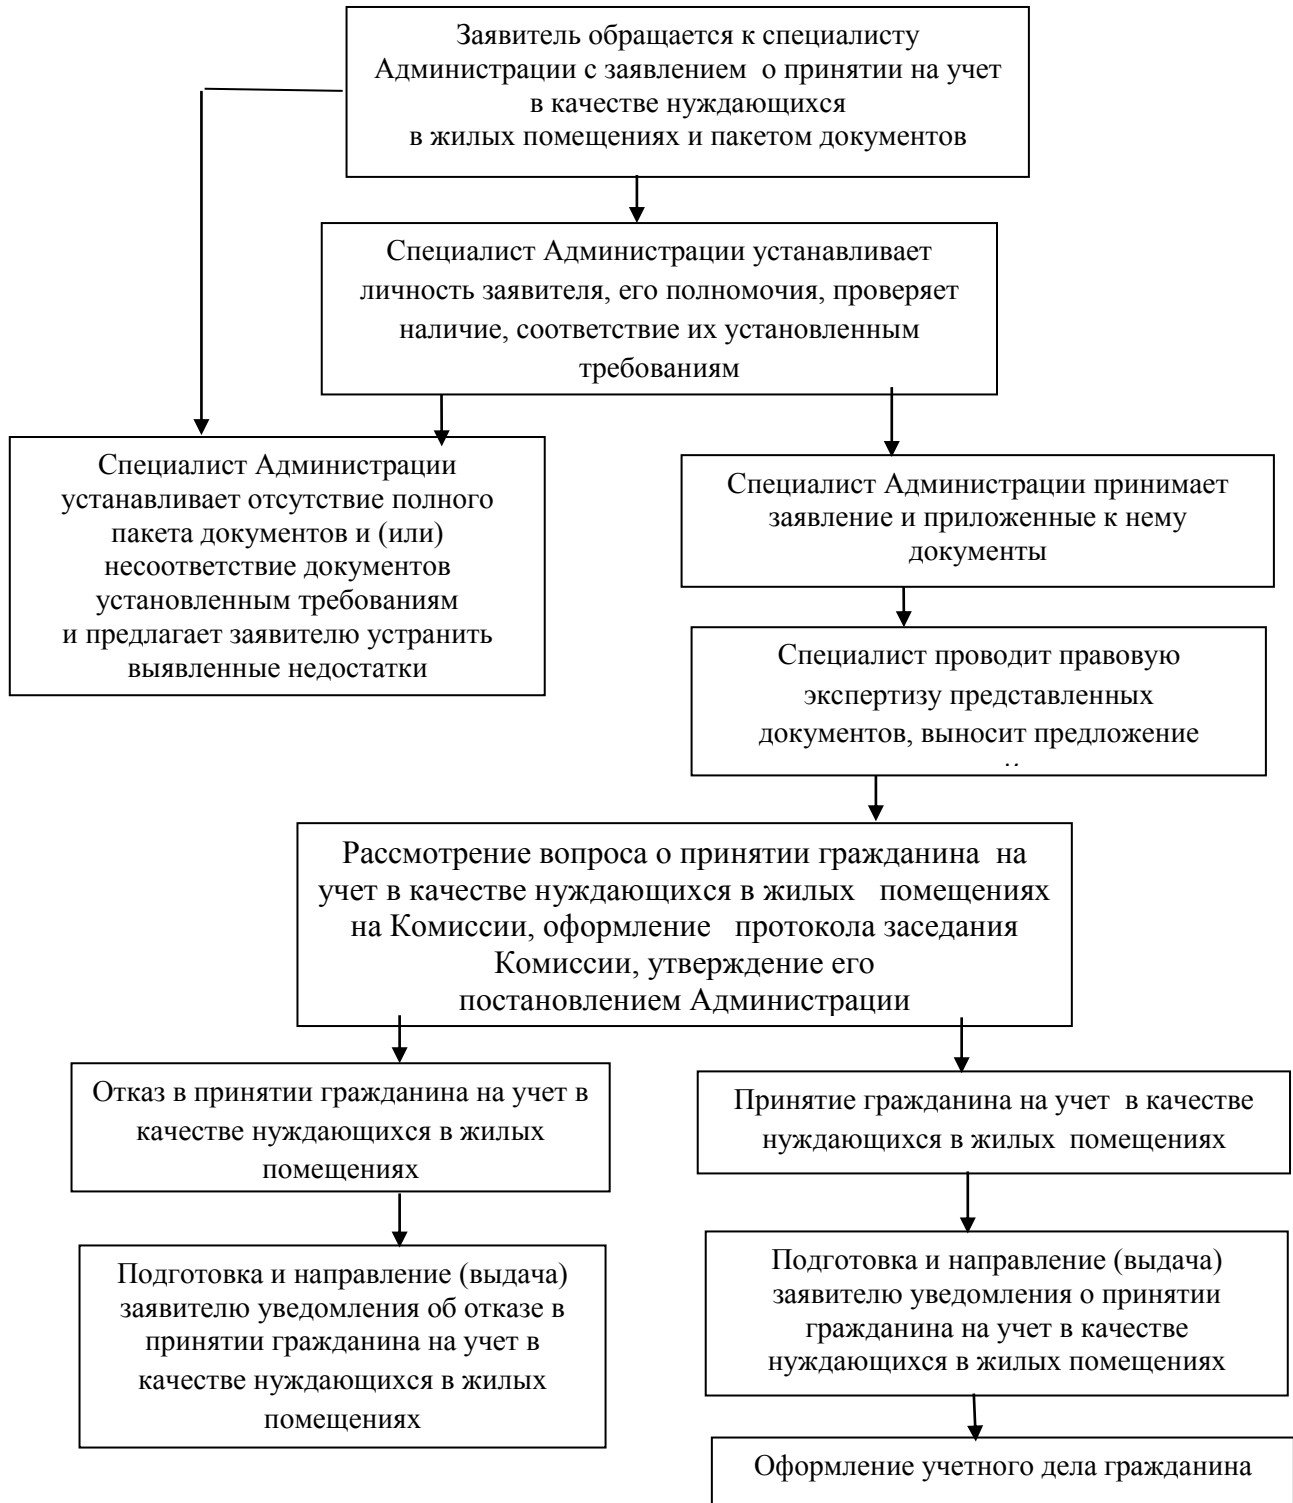 Заявитель обращается к специалисту
Администрации с заявлением о принятии на учет
в качестве нуждающихся
в жилых помещениях и пакетом документов
Специалист Администрации устанавливает
личность заявителя, его полномочия, проверяет
наличие, соответствие их установленным
требованиям
Специалист Администрации
устанавливает отсутствие полного
пакета документов и (или)
несоответствие документов
установленным требованиям
и предлагает заявителю устранить
выявленные недостатки
Специалист Администрации принимает
заявление и приложенные к нему
документы
Специалист проводит правовую
экспертизу представленных
документов, выносит предложение
Рассмотрение вопроса о принятии гражданина на
учет в качестве нуждающихся в жилых помещениях
на Комиссии, оформление протокола заседания
Комиссии, утверждение его
постановлением Администрации
Отказ в принятии гражданина на учет в
качестве нуждающихся в жилых
помещениях
Принятие гражданина на учет в качестве
нуждающихся в жилых помещениях
Подготовка и направление (выдача)
заявителю уведомления об отказе в
принятии гражданина на учет в
качестве нуждающихся в жилых
помещениях
Подготовка и направление (выдача)
заявителю уведомления о принятии
гражданина на учет в качестве
нуждающихся в жилых помещениях
Оформление учетного дела гражданина